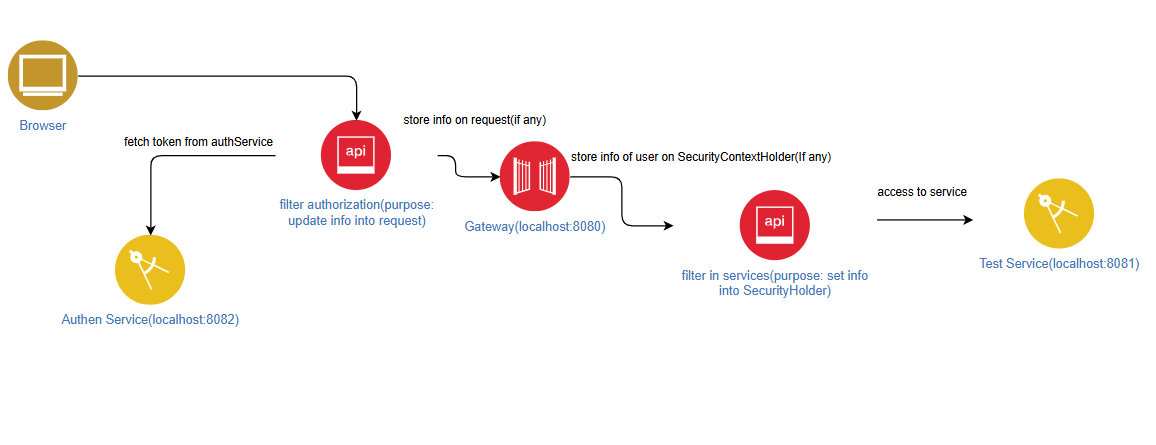 Browser
store info on request(if any)
fetch token from authService
api
store info of user on SecurityContextHolder(If any)
filter authorization(purpose:
update info into request)
Gateway(localhost:8080)
access to service
api
filter in services(purpose: set info
into SecurityHolder)
Test Service(localhost:8081)
Authen Service(localhost:8082)